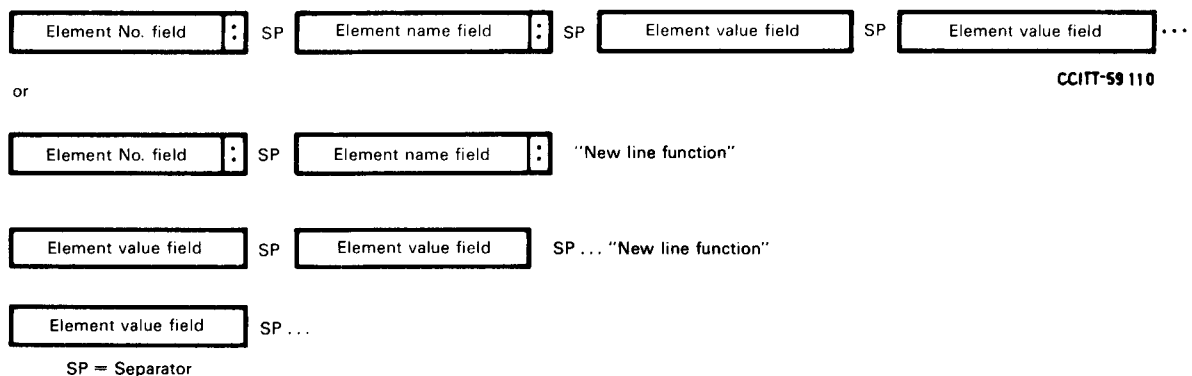 Element No. field : SP Element name field : SP Element value field SP Element value field ...
CCITT-59 110
or
Element No. field : SP Element name field : "New line function"
Element value field SP Element value field SP ... "New line function"
Element value field SP ...
SP = Separator